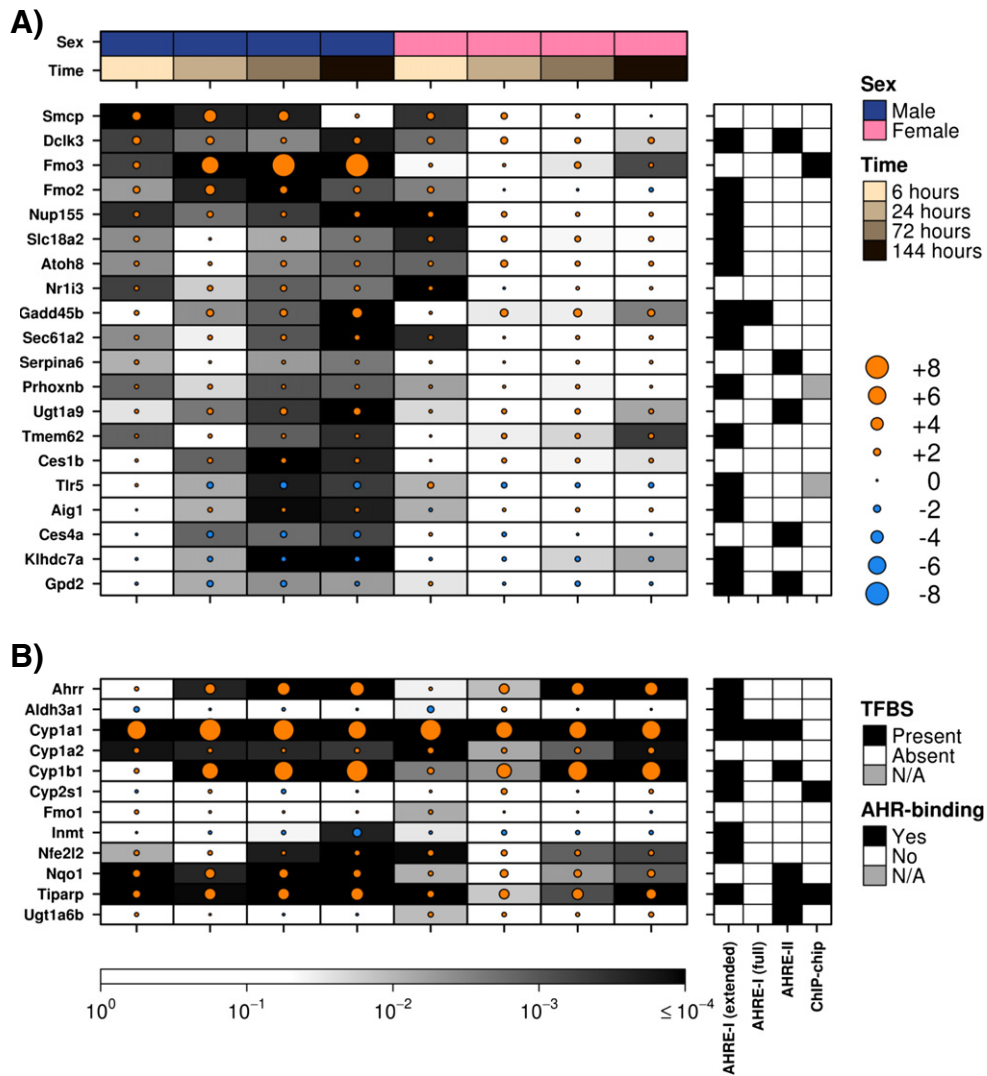 A)
Sex
Time
Smcp
Dclk3
Fmo3
Fmo2
Nup155
Slc18a2
Atoh8
Nr1i3
Gadd45b
Sec61a2
Serpina6
Prhoxnb
Ugt1a9
Tmem62
Ces1b
Tlr5
Aig1
Ces4a
Klhdc7a
Gpd2
Sex
Male
Female
Time
6 hours
24 hours
72 hours
144 hours
+8
+6
+4
+2
0
-2
-4
-6
-8
B)
Ahrr
Aldh3a1
Cyp1a1
Cyp1a2
Cyp1b1
Cyp2s1
Fmo1
Inmt
Nfe2l2
Nqo1
Tiparp
Ugt1a6b
TFBS
Present
Absent
N/A
AHR-binding
Yes
No
N/A
10⁰ 10⁻¹ 10⁻² 10⁻³ ≤ 10⁻⁴
AHRE-I (extended)
AHRE-I (full)
AHRE-II
ChIP-chip